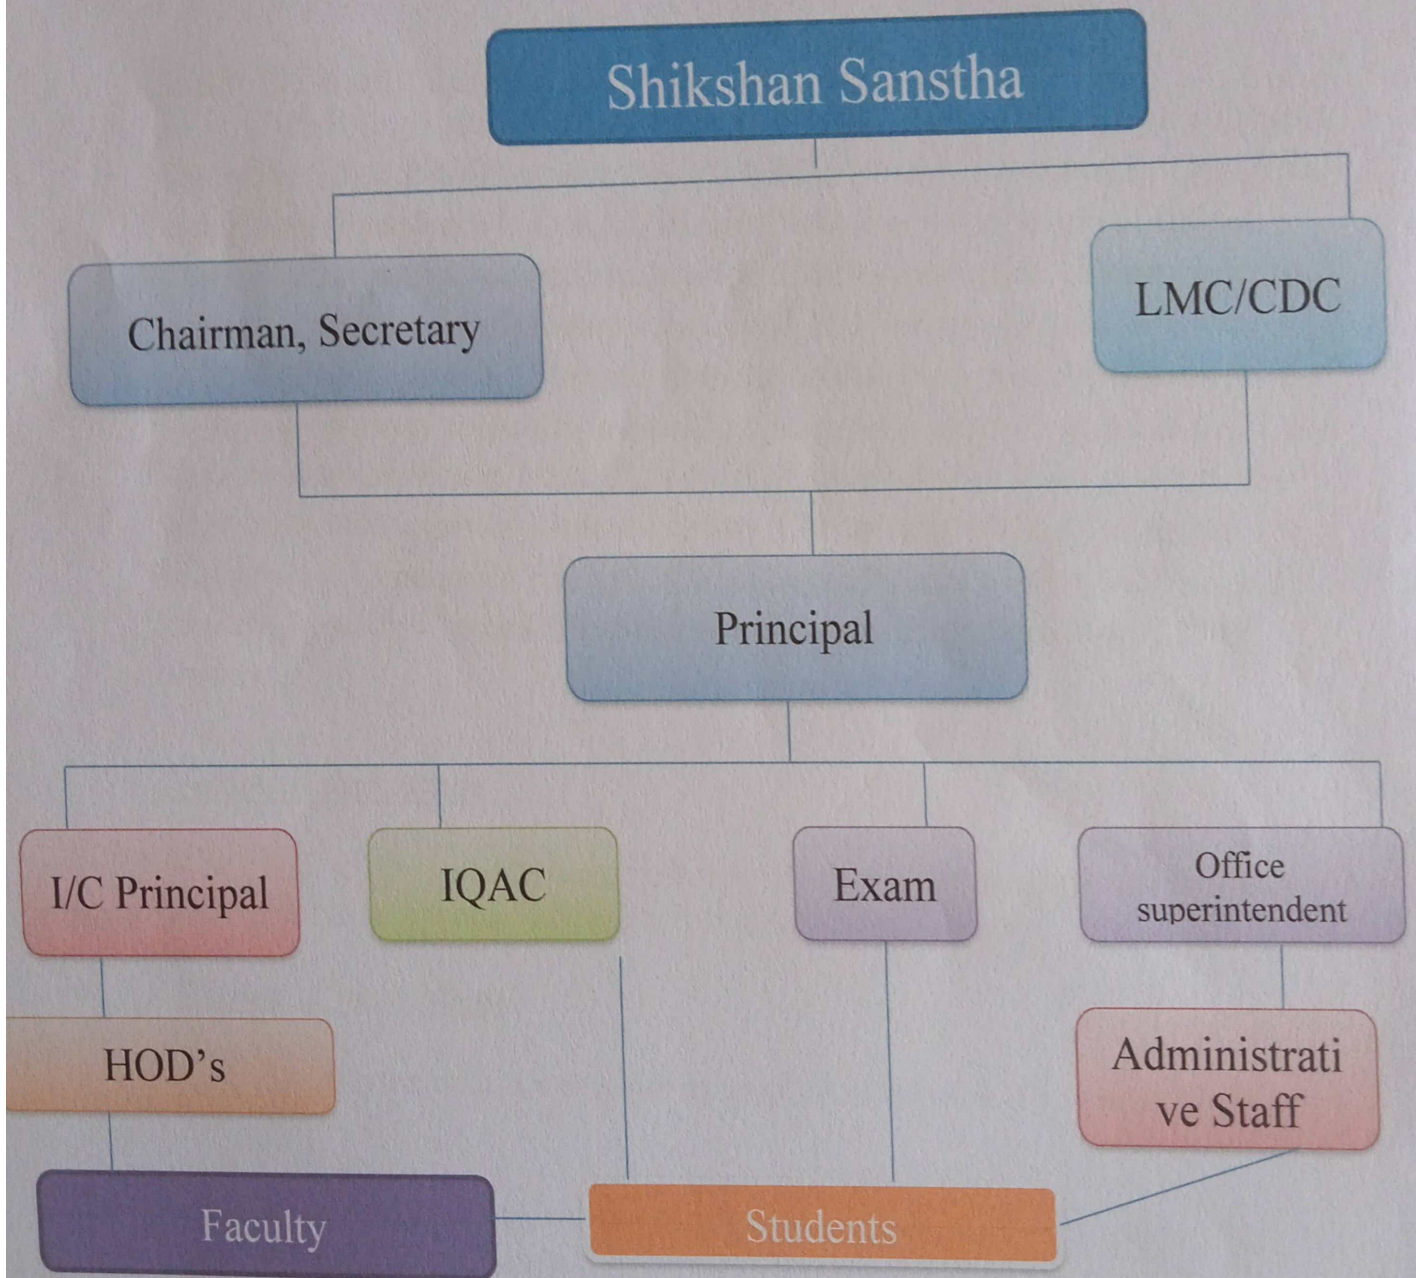 Shikshan Sanstha
Chairman, Secretary
LMC/CDC
Principal
I/C Principal
IQAC
Exam
Office
superintendent
HOD’s
Administrati
ve Staff
Faculty
Students